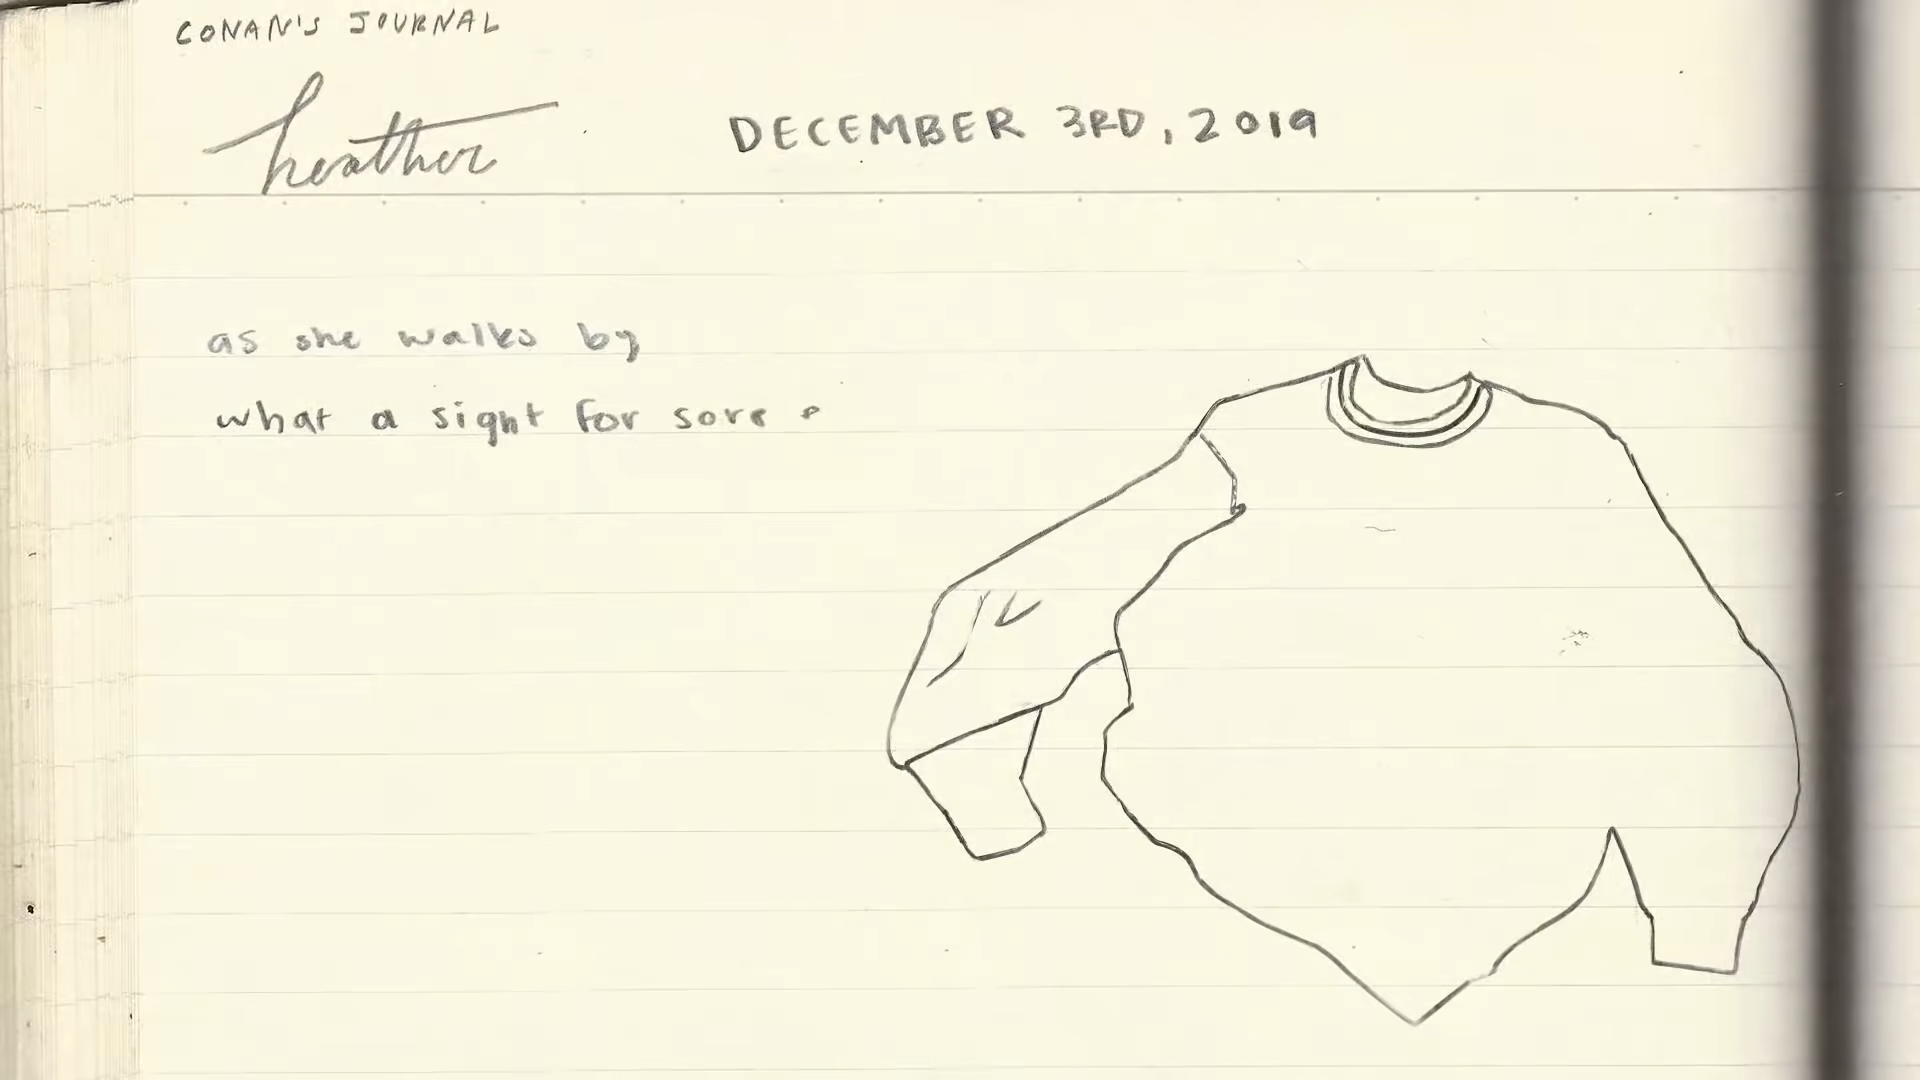 CONAN'S JOURNAL
heather
DECEMBER 3RD, 2019
as she walks by
what a sight for sore e